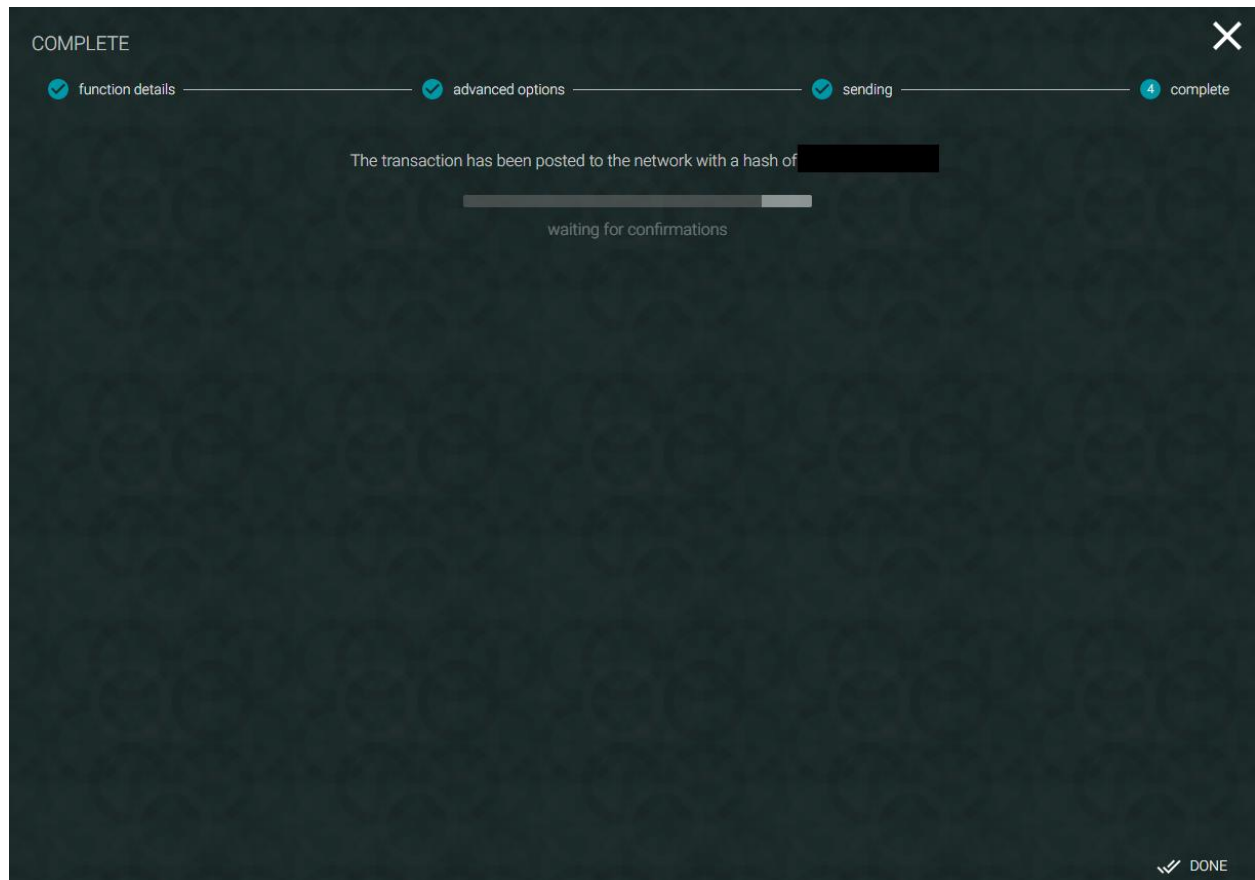 COMPLETE
function details
advanced options
sending
4 complete
The transaction has been posted to the network with a hash of
waiting for confirmations
DONE